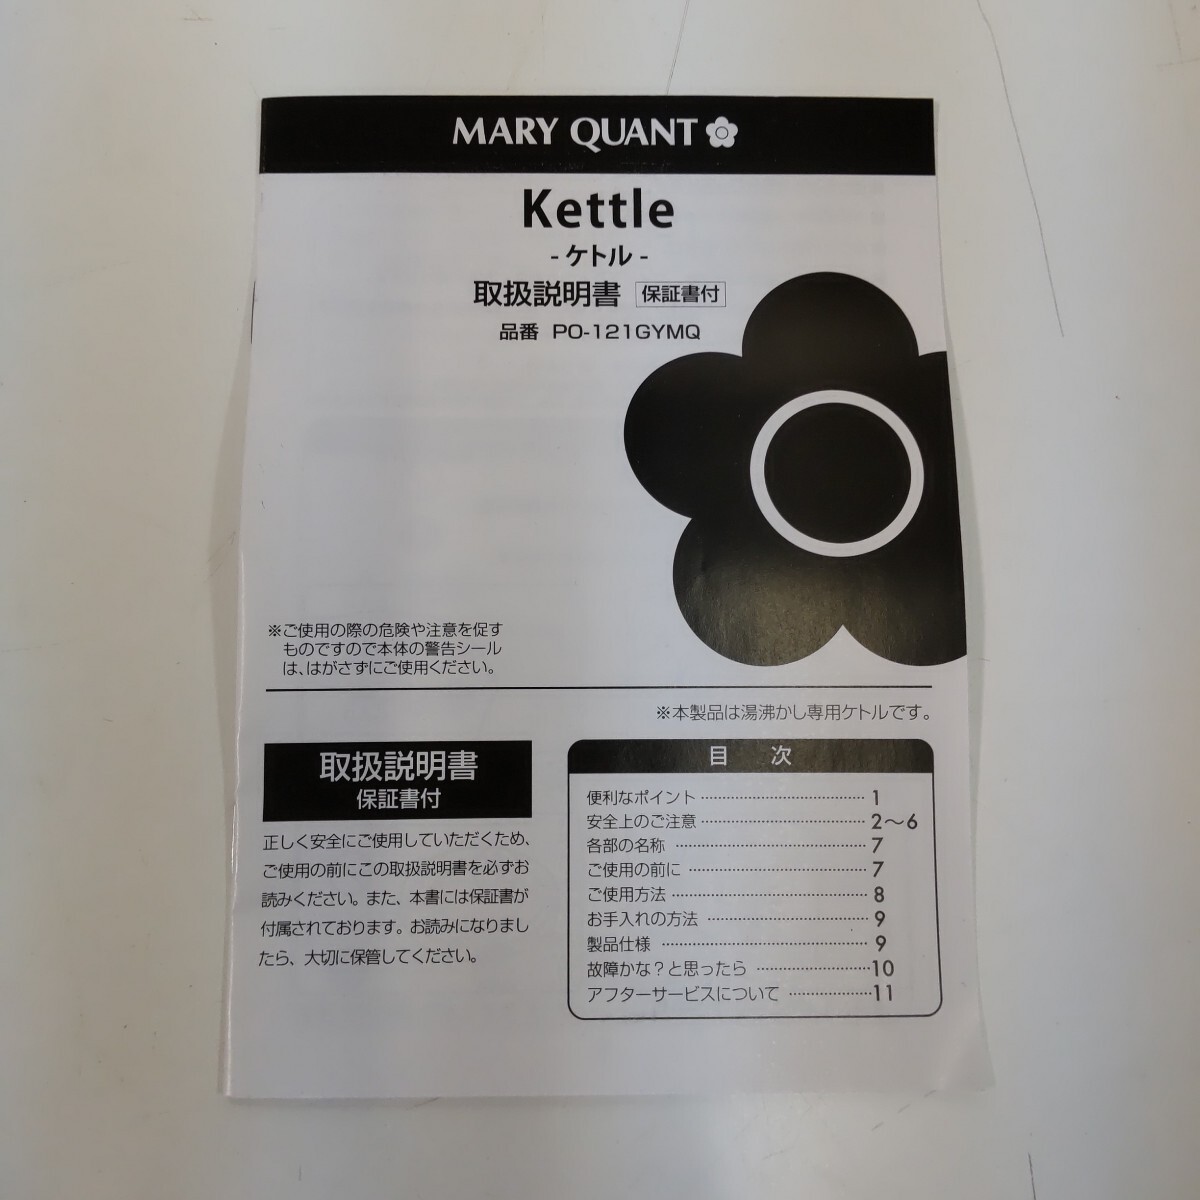 MARY QUANT
Kettle
- ケトル -
取扱説明書 保証書付
品番 PO-121GYMQ
※ご使用の際の危険や注意を促す
ものですので本体の警告シール
は、はがさずにご使用ください。
※本製品は湯沸かし専用ケトルです。
取扱説明書
保証書付
正しく安全にご使用していただくため、
ご使用の前にこの取扱説明書を必ずお
読みください。また、本書には保証書が
付属されております。お読みになりまし
たら、大切に保管してください。
目 次
便利なポイント ……………………… 1
安全上のご注意 ……………………… 2〜6
各部の名称 ……………………… 7
ご使用の前に ……………………… 7
ご使用方法 ……………………… 8
お手入れの方法 ……………………… 9
製品仕様 ……………………… 9
故障かな?と思ったら ………………10
アフターサービスについて ……………11